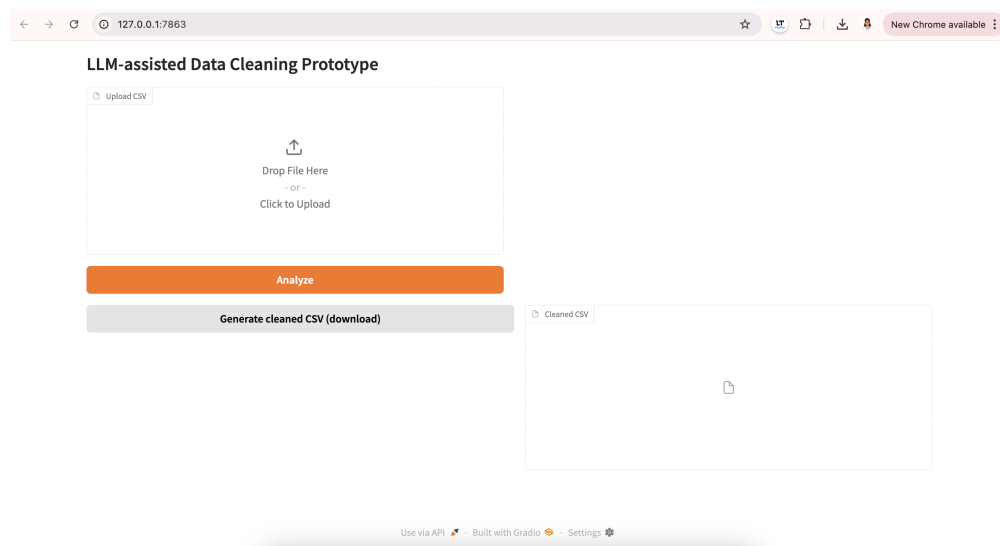 127.0.0.1:7863
LT
New Chrome available
LLM-assisted Data Cleaning Prototype
Upload CSV
Drop File Here
- or -
Click to Upload
Analyze
Generate cleaned CSV (download)
Cleaned CSV
Use via API · Built with Gradio · Settings